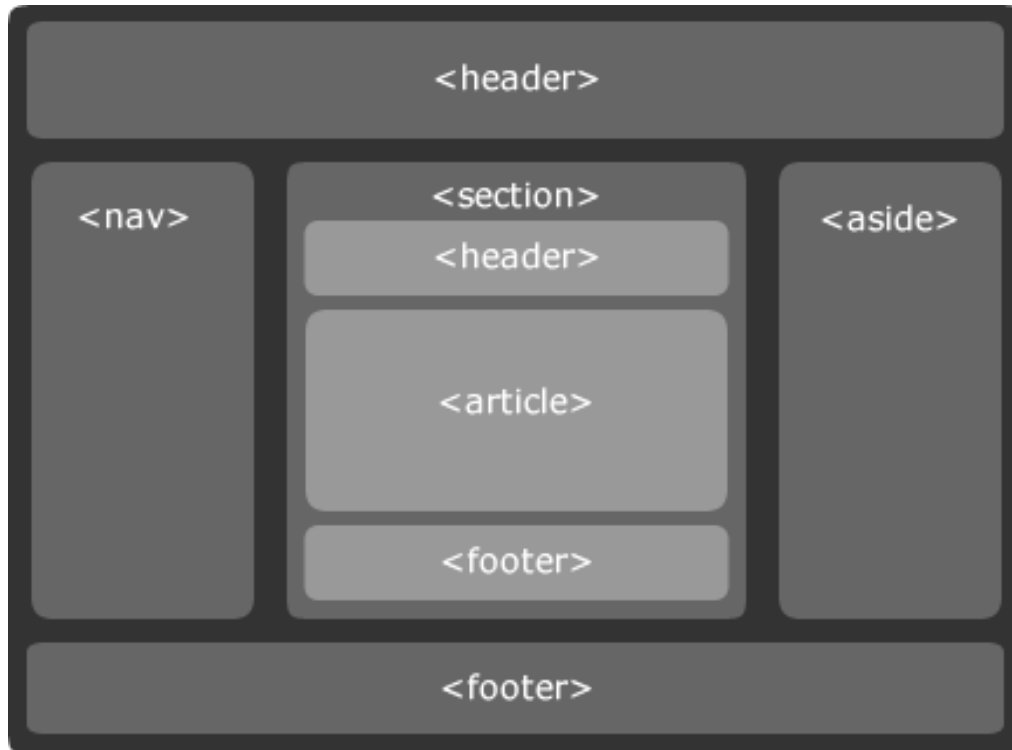 <header>
<nav>
<section>
<header>
<article>
<footer>
<aside>
<footer>